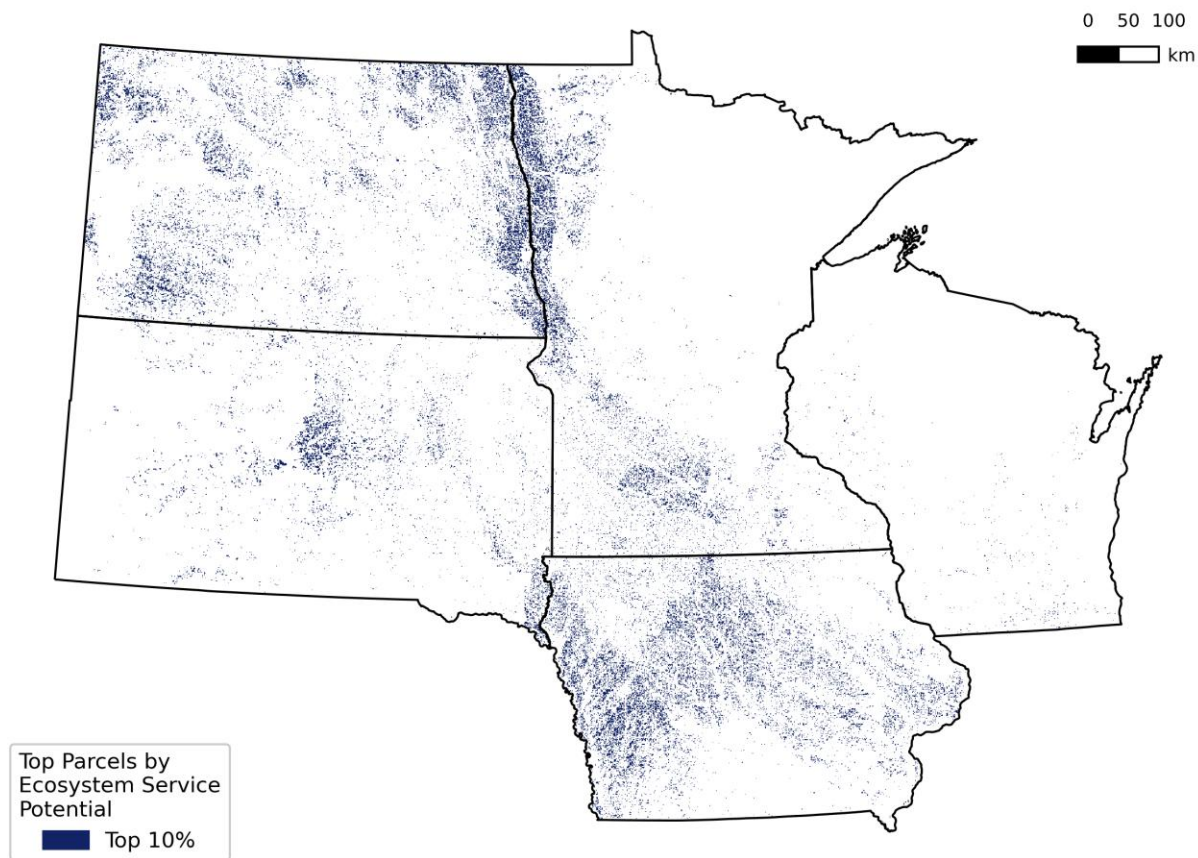 0 50 100
km
Top Parcels by
Ecosystem Service
Potential
Top 10%